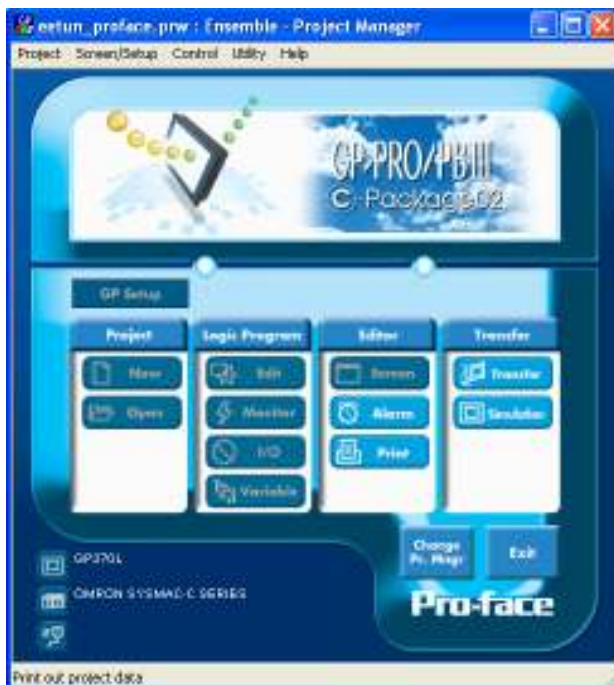 eetun_proface.prw : Ensemble - Project Manager
Project Screen/Setup Control Utility Help
GP-PRO/PBIII
C-Package02
GP Setup
Project Logic Program Editor Transfer
New Edit Screen Transfer
Open Monitor Alarm Simulation
I/O Print
Variable
Change Pr. Mngr Exit
GP370L
OMRON SYSMAC-C SERIES
Pro-face
Print out project data